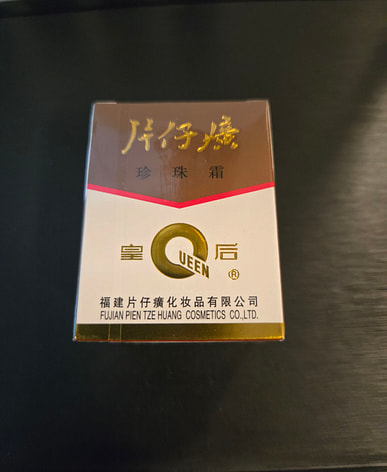 片仔癀
珍珠霜
皇 QUEEN 后 ®
福建片仔癀化妆品有限公司
FUJIAN PIEN TZE HUANG COSMETICS CO.,LTD.